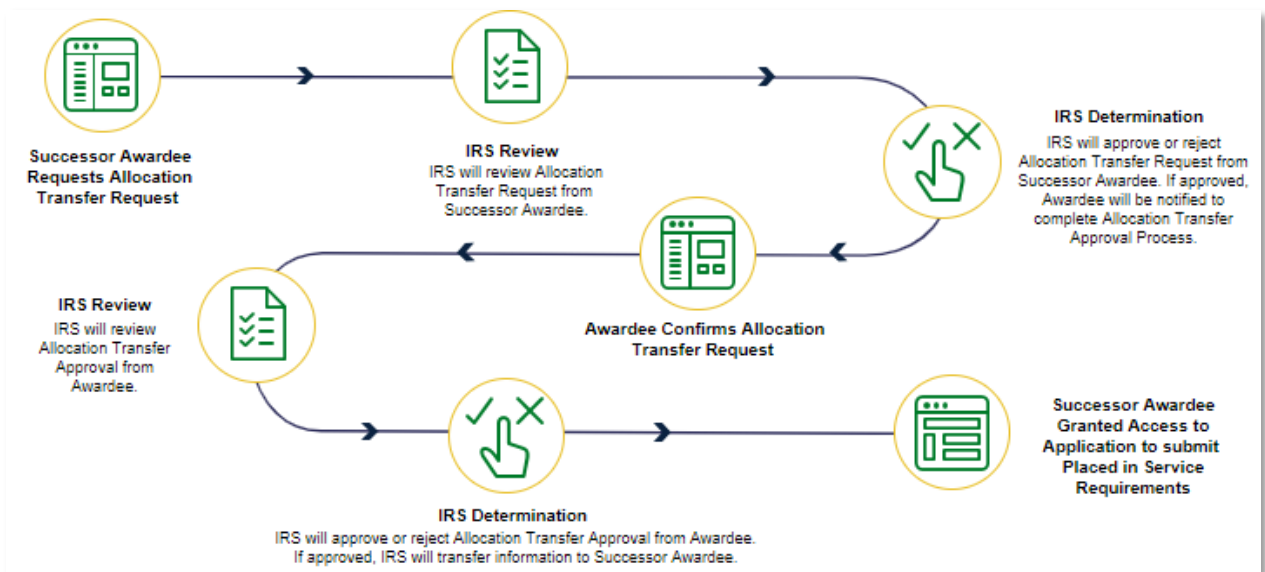 Successor Awardee
Requests Allocation
Transfer Request
IRS Review
IRS will review Allocation
Transfer Request from
Successor Awardee.
IRS Determination
IRS will approve or reject
Allocation Transfer Request from
Successor Awardee. If approved,
Awardee will be notified to
complete Allocation Transfer
Approval Process.
Awardee Confirms Allocation
Transfer Request
IRS Review
IRS will review
Allocation Transfer
Approval from
Awardee.
IRS Determination
IRS will approve or reject Allocation Transfer Approval from Awardee.
If approved, IRS will transfer information to Successor Awardee.
Successor Awardee
Granted Access to
Application to submit
Placed in Service
Requirements